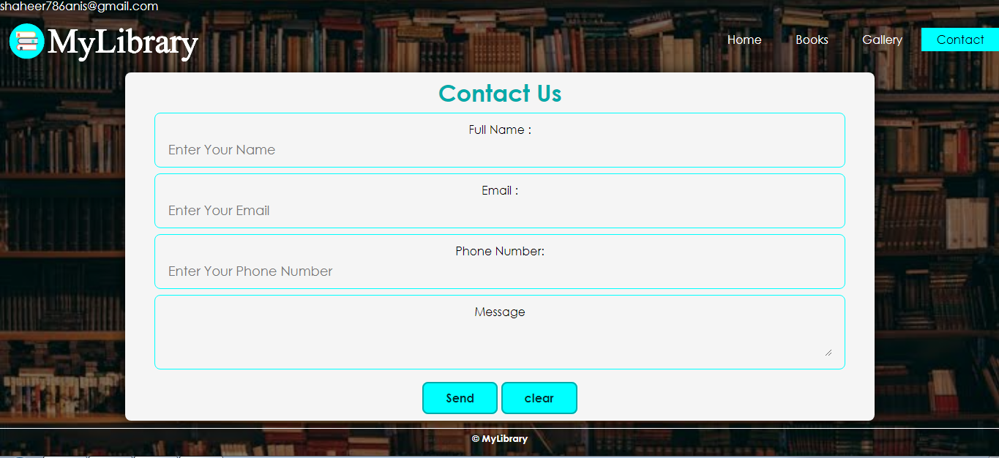 shaheer786anis@gmail.com
MyLibrary
Home Books Gallery Contact
Contact Us
Full Name :
Enter Your Name
Email :
Enter Your Email
Phone Number:
Enter Your Phone Number
Message
Send clear
© MyLibrary